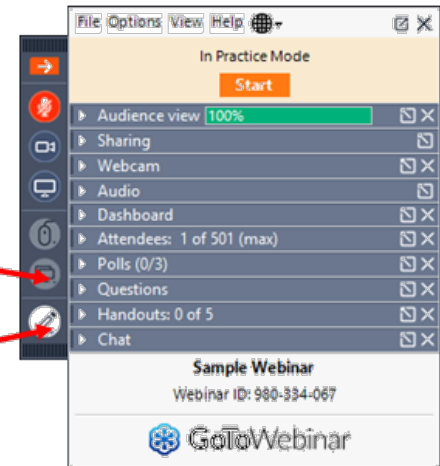 File Options View Help
In Practice Mode
Start
Audience view 100%
Sharing
Webcam
Audio
Dashboard
Attendees: 1 of 501 (max)
Polls (0/3)
Questions
Handouts: 0 of 5
Chat
Sample Webinar
Webinar ID: 980-334-067
GoToWebinar